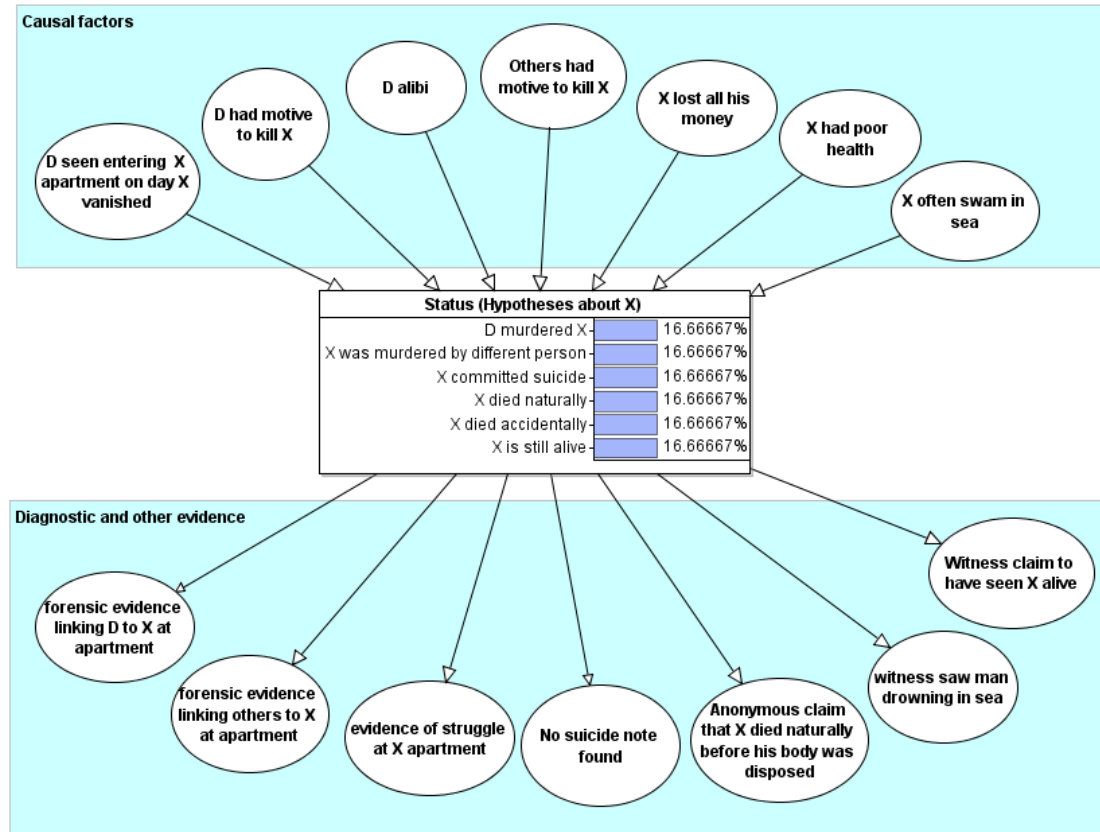 Causal factors
D seen entering X
apartment on day X
vanished
D had motive
to kill X
D alibi
Others had
motive to kill X
X lost all his
money
X had poor
health
X often swam in
sea
Status (Hypotheses about X)
D murdered X 16.66667%
X was murdered by different person 16.66667%
X committed suicide 16.66667%
X died naturally 16.66667%
X died accidentally 16.66667%
X is still alive 16.66667%
Diagnostic and other evidence
forensic evidence
linking D to X at
apartment
forensic evidence
linking others to X
at apartment
evidence of struggle
at X apartment
No suicide note
found
Anonymous claim
that X died naturally
before his body was
disposed
witness saw man
drowning in sea
Witness claim to
have seen X alive